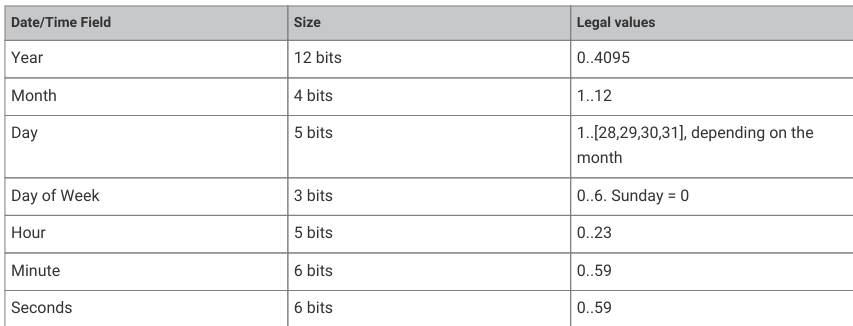 Date/Time Field Size Legal values
Year 12 bits 0..4095
Month 4 bits 1..12
Day 5 bits 1..[28,29,30,31], depending on the
month
Day of Week 3 bits 0..6. Sunday = 0
Hour 5 bits 0..23
Minute 6 bits 0..59
Seconds 6 bits 0..59